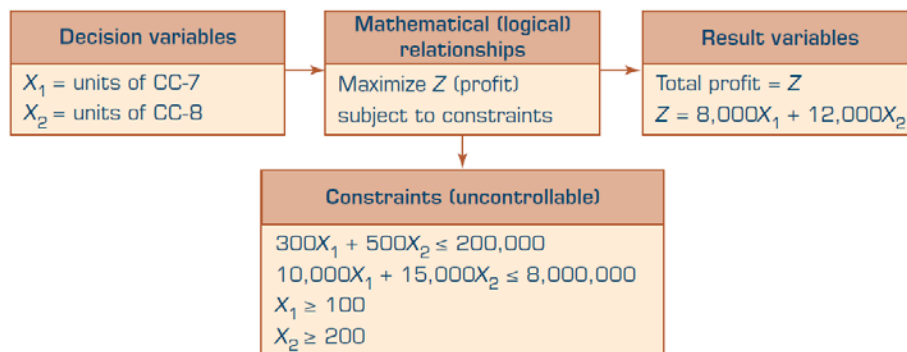 Decision variables
X₁ = units of CC-7
X₂ = units of CC-8
Mathematical (logical)
relationships
Maximize Z (profit)
subject to constraints
Result variables
Total profit = Z
Z = 8,000X₁ + 12,000X₂
Constraints (uncontrollable)
300X₁ + 500X₂ ≤ 200,000
10,000X₁ + 15,000X₂ ≤ 8,000,000
X₁ ≥ 100
X₂ ≥ 200